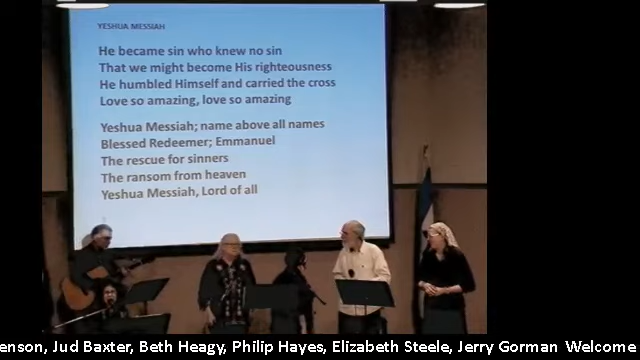 YESHUA MESSIAH
He became sin who knew no sin
That we might become His righteousness
He humbled Himself and carried the cross
Love so amazing, love so amazing
Yeshua Messiah; name above all names
Blessed Redeemer; Emmanuel
The rescue for sinners
The ransom from heaven
Yeshua Messiah, Lord of all
enson, Jud Baxter, Beth Heagy, Philip Hayes, Elizabeth Steele, Jerry Gorman Welcome